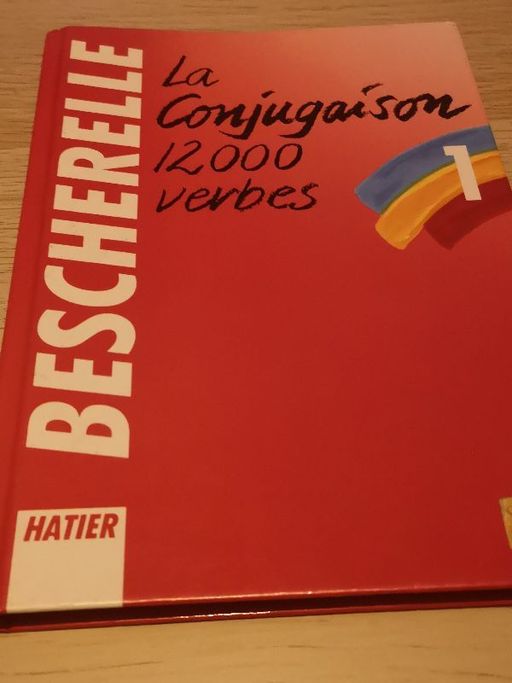 BESCHERELLE
La
Conjugaison
12000
verbes
1
HATIER